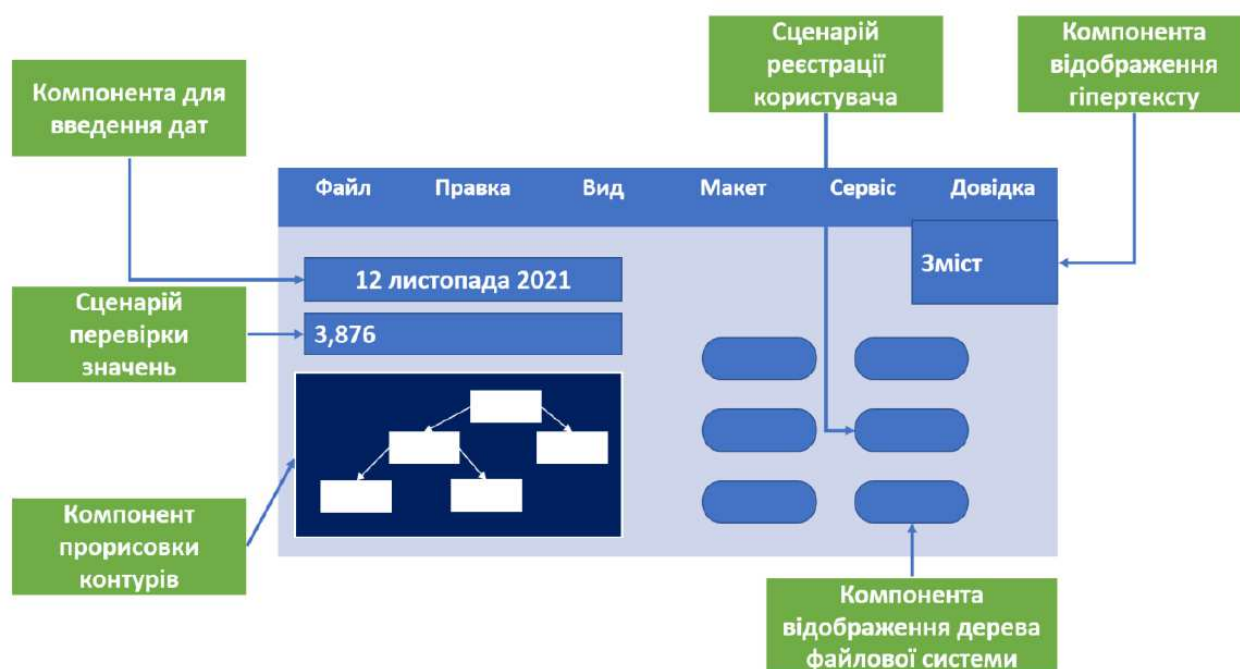 Сценарій
реєстрації
користувача
Компонента
відображення
гіпертексту
Компонента для
введення дат
Файл Правка Вид Макет Сервіс Довідка
Зміст
12 листопада 2021
Сценарій
перевірки
значень
3,876
Компонент
прорисовки
контурів
Компонента
відображення дерева
файлової системи